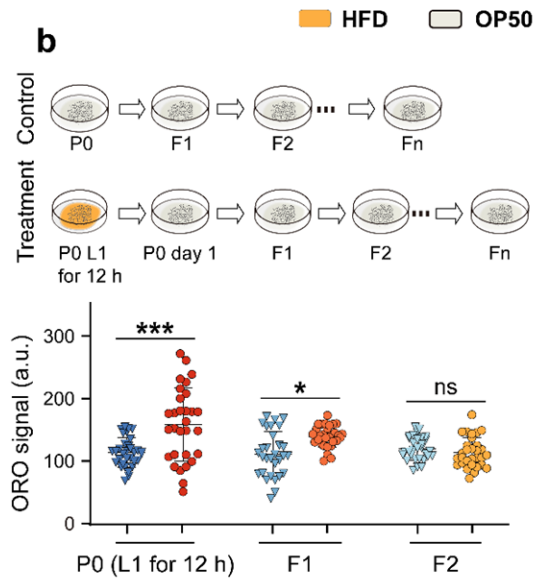 HFD OP50
b
Control
P0 F1 F2 Fn
Treatment
P0 L1 for 12 h P0 day 1 F1 F2 Fn
ORO signal (a.u.)
300
200
100
0
*** * ns
P0 (L1 for 12 h) F1 F2